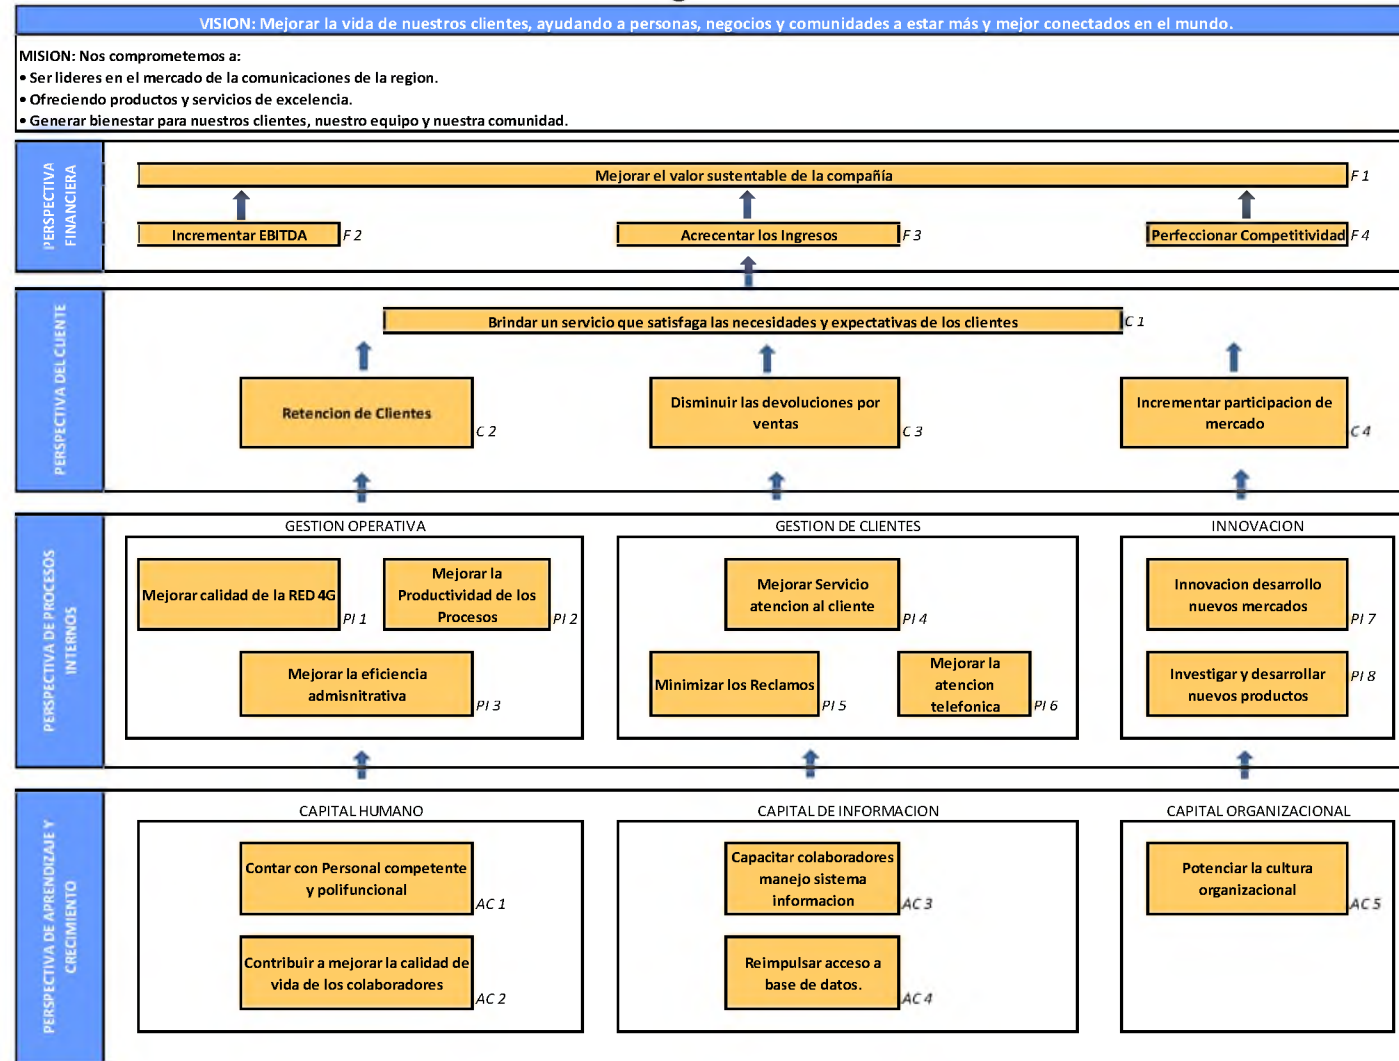 VISION: Mejorar la vida de nuestros clientes, ayudando a personas, negocios y comunidades a estar más y mejor conectados en el mundo.
MISION: Nos comprometemos a:
• Ser lideres en el mercado de la comunicaciones de la region.
• Ofreciendo productos y servicios de excelencia.
• Generar bienestar para nuestros clientes, nuestro equipo y nuestra comunidad.
PERSPECTIVA
FINANCIERA
Mejorar el valor sustentable de la compañía
F 1
Incrementar EBITDA
F 2
Acrecentar los Ingresos
F 3
Perfeccionar Competitividad
F 4
PERSPECTIVA DEL CLIENTE
Brindar un servicio que satisfaga las necesidades y expectativas de los clientes
C 1
Retencion de Clientes
C 2
Disminuir las devoluciones por
ventas
C 3
Incrementar participacion de
mercado
C 4
PERSPECTIVA DE PROCESOS
INTERNOS
GESTION OPERATIVA
Mejorar calidad de la RED 4G
PI 1
Mejorar la
Productividad de los
Procesos
PI 2
Mejorar la eficiencia
admisnitrativa
PI 3
GESTION DE CLIENTES
Mejorar Servicio
atencion al cliente
PI 4
Minimizar los Reclamos
PI 5
Mejorar la
atencion
telefonica
PI 6
INNOVACION
Innovacion desarrollo
nuevos mercados
PI 7
Investigar y desarrollar
nuevos productos
PI 8
PERSPECTIVA DE APRENDIZAJE Y
CRECIMIENTO
CAPITAL HUMANO
Contar con Personal competente
y polifuncional
AC 1
Contribuir a mejorar la calidad de
vida de los colaboradores
AC 2
CAPITAL DE INFORMACION
Capacitar colaboradores
manejo sistema
informacion
AC 3
Reimpulsar acceso a
base de datos.
AC 4
CAPITAL ORGANIZACIONAL
Potenciar la cultura
organizacional
AC 5